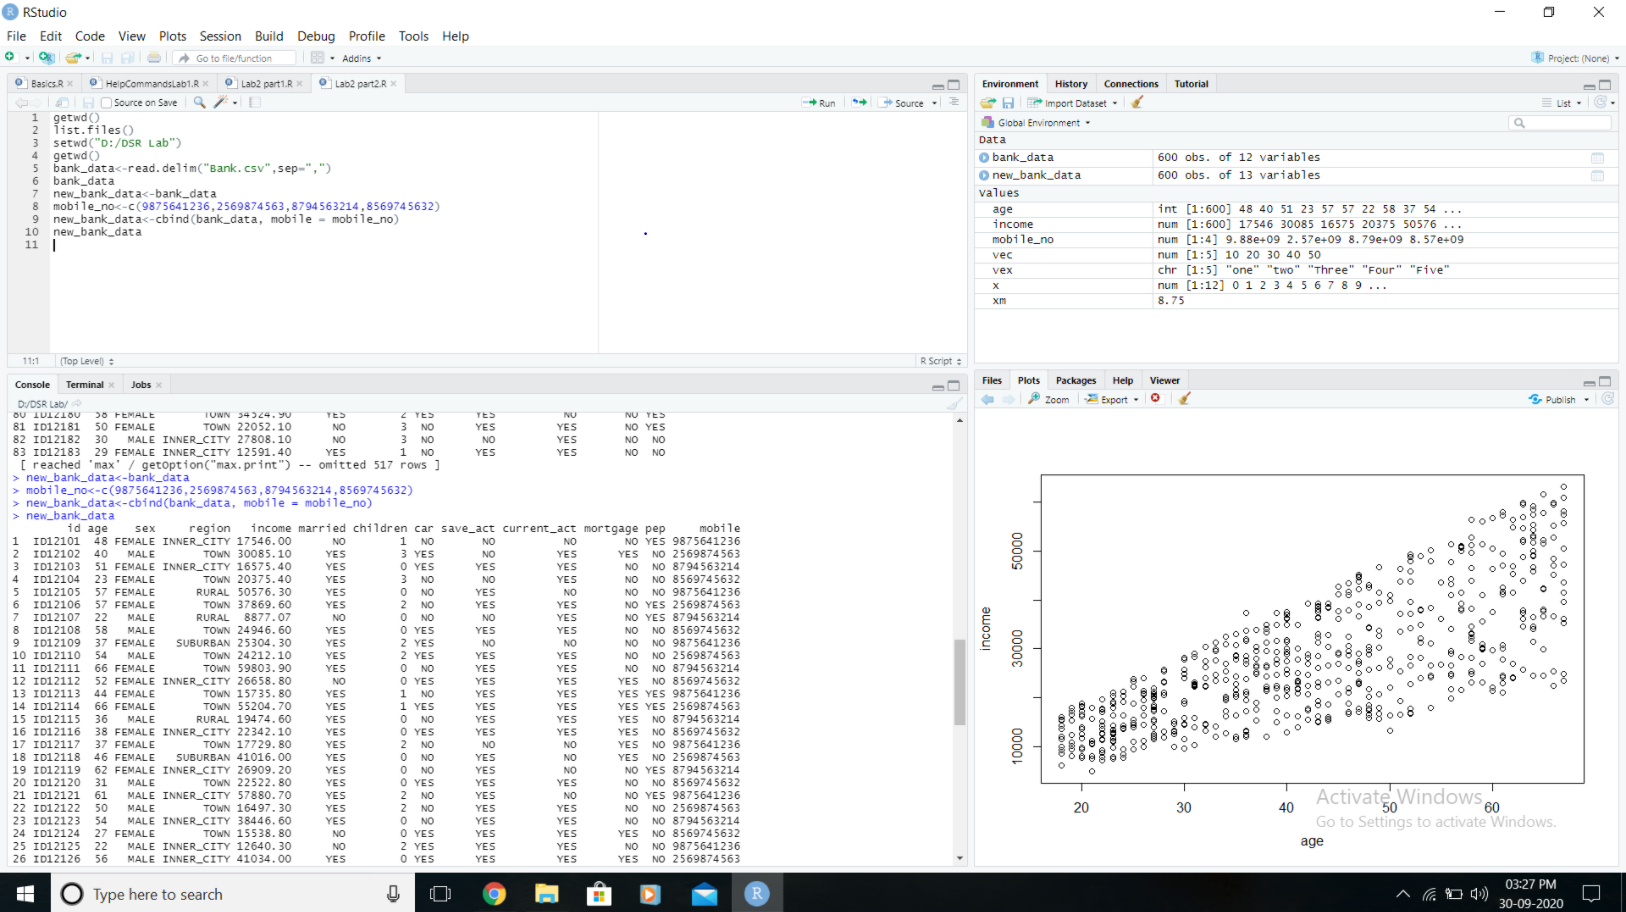 RStudio
File Edit Code View Plots Session Build Debug Profile Tools Help
Go to file/function Addins Project: (None)
Basics.R HelpCommandsLab1.R Lab2 part1.R Lab2 part2.R
Source on Save Run Source
1 getwd()
2 list.files()
3 setwd("D:/DSR Lab")
4 getwd()
5 bank_data<-read.delim("Bank.csv",sep=",")
6 bank_data
7 new_bank_data<-bank_data
8 mobile_no<-c(9875641236,2569874563,8794563214,8569745632)
9 new_bank_data<-cbind(bank_data, mobile = mobile_no)
10 new_bank_data
11
11:1 (Top Level) R Script
Console Terminal Jobs
D:/DSR Lab/
80 ID12180 58 FEMALE TOWN 34524.90 YES 2 YES YES NO NO YES
81 ID12181 50 FEMALE TOWN 22052.10 NO 3 NO YES YES NO YES
82 ID12182 30 MALE INNER_CITY 27808.10 NO 3 NO NO YES NO NO
83 ID12183 29 FEMALE INNER_CITY 12591.40 YES 1 NO YES YES NO NO
[ reached 'max' / getOption("max.print") -- omitted 517 rows ]
> new_bank_data<-bank_data
> mobile_no<-c(9875641236,2569874563,8794563214,8569745632)
> new_bank_data<-cbind(bank_data, mobile = mobile_no)
> new_bank_data
id age sex region income married children car save_act current_act mortgage pep mobile
1 ID12101 48 FEMALE INNER_CITY 17546.00 NO 1 NO NO NO NO YES 9875641236
2 ID12102 40 MALE TOWN 30085.10 YES 3 YES NO YES YES NO 2569874563
3 ID12103 51 FEMALE INNER_CITY 16575.40 YES 0 YES YES YES NO NO 8794563214
4 ID12104 23 FEMALE TOWN 20375.40 YES 3 NO NO YES NO NO 8569745632
5 ID12105 57 FEMALE RURAL 50576.30 YES 0 NO YES NO NO NO 9875641236
6 ID12106 57 FEMALE TOWN 37869.60 YES 2 NO YES YES NO YES 2569874563
7 ID12107 22 MALE RURAL 8877.07 NO 0 NO NO YES NO YES 8794563214
8 ID12108 58 MALE TOWN 24946.60 YES 0 YES YES YES NO NO 8569745632
9 ID12109 37 FEMALE SUBURBAN 25304.30 YES 2 YES NO NO NO NO 9875641236
10 ID12110 54 MALE TOWN 24212.10 YES 2 YES YES YES NO NO 2569874563
11 ID12111 66 FEMALE TOWN 59803.90 YES 0 NO YES YES NO NO 8794563214
12 ID12112 52 FEMALE INNER_CITY 26658.80 NO 0 YES YES YES YES NO 8569745632
13 ID12113 44 FEMALE TOWN 15735.80 YES 1 NO YES YES YES YES 9875641236
14 ID12114 66 FEMALE TOWN 55204.70 YES 1 YES YES YES YES YES 2569874563
15 ID12115 36 MALE RURAL 19474.60 YES 0 NO YES YES YES NO 8794563214
16 ID12116 38 FEMALE INNER_CITY 22342.10 YES 0 YES YES YES YES NO 8569745632
17 ID12117 37 FEMALE TOWN 17729.80 YES 2 NO NO NO YES NO 9875641236
18 ID12118 46 FEMALE SUBURBAN 41016.00 YES 0 NO YES NO YES NO 2569874563
19 ID12119 62 FEMALE INNER_CITY 26909.20 YES 0 NO YES NO NO YES 8794563214
20 ID12120 31 MALE TOWN 22522.80 YES 0 YES YES YES NO NO 8569745632
21 ID12121 61 MALE INNER_CITY 57880.70 YES 2 NO YES NO NO YES 9875641236
22 ID12122 50 MALE TOWN 16497.30 YES 2 NO YES YES NO NO 2569874563
23 ID12123 54 MALE INNER_CITY 38446.60 YES 0 NO YES YES NO NO 8794563214
24 ID12124 27 FEMALE TOWN 15538.80 NO 0 YES YES YES YES NO 8569745632
25 ID12125 22 MALE INNER_CITY 12640.30 NO 2 YES YES YES NO NO 9875641236
26 ID12126 56 MALE INNER_CITY 41034.00 YES 0 YES YES YES YES NO 2569874563
Environment History Connections Tutorial
Import Dataset List
Global Environment
Data
bank_data 600 obs. of 12 variables
new_bank_data 600 obs. of 13 variables
Values
age int [1:600] 48 40 51 23 57 57 22 58 37 54 ...
income num [1:600] 17546 30085 16575 20375 50576 ...
mobile_no num [1:4] 9.88e+09 2.57e+09 8.79e+09 8.57e+09
vec num [1:5] 10 20 30 40 50
vex chr [1:5] "one" "two" "Three" "Four" "Five"
x num [1:12] 0 1 2 3 4 5 6 7 8 9 ...
xm 8.75
Files Plots Packages Help Viewer
Zoom Export Publish
income
50000
30000
10000
20 30 40 50 60
age
Activate Windows
Go to Settings to activate Windows.
Type here to search
03:27 PM
30-09-2020